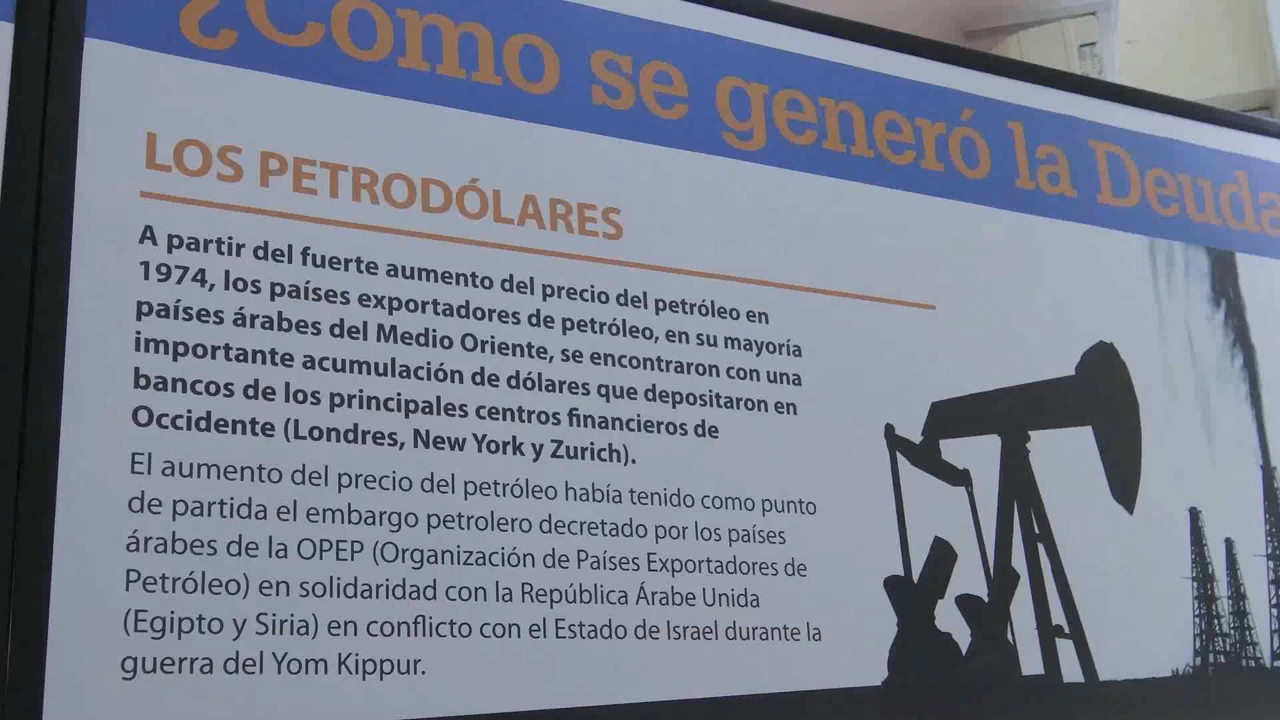 ¿Cómo se generó la Deuda
LOS PETRODÓLARES
A partir del fuerte aumento del precio del petróleo en
1974, los países exportadores de petróleo, en su mayoría
países árabes del Medio Oriente, se encontraron con una
importante acumulación de dólares que depositaron en
bancos de los principales centros financieros de
Occidente (Londres, New York y Zurich).
El aumento del precio del petróleo había tenido como punto
de partida el embargo petrolero decretado por los países
árabes de la OPEP (Organización de Países Exportadores de
Petróleo) en solidaridad con la República Árabe Unida
(Egipto y Siria) en conflicto con el Estado de Israel durante la
guerra del Yom Kippur.